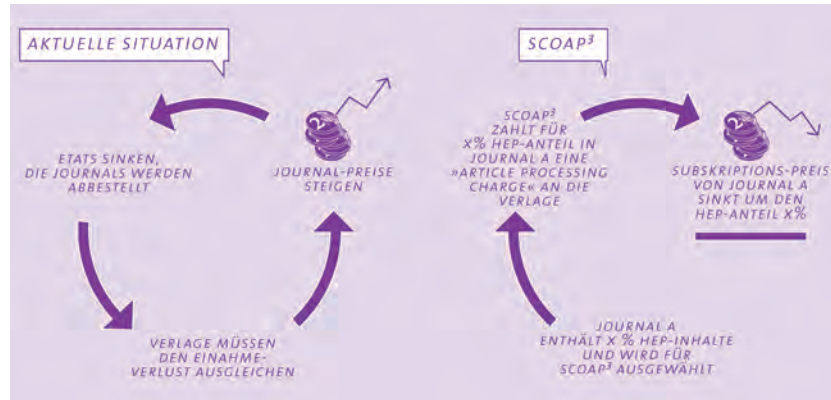 AKTUELLE SITUATION
ETATS SINKEN,
DIE JOURNALS WERDEN
ABBESTELLT
2
JOURNAL-PREISE
STEIGEN
VERLAGE MÜSSEN
DEN EINAHME-
VERLUST AUSGLEICHEN
SCOAP³
SCOAP³
ZAHLT FÜR
X% HEP-ANTEIL IN
JOURNAL A EINE
»ARTICLE PROCESSING
CHARGE« AN DIE
VERLAGE
2
SUBSKRIPTIONS-PREIS
VON JOURNAL A
SINKT UM DEN
HEP-ANTEIL X%
JOURNAL A
ENTHÄLT X % HEP-INHALTE
UND WIRD FÜR
SCOAP³ AUSGEWÄHLT